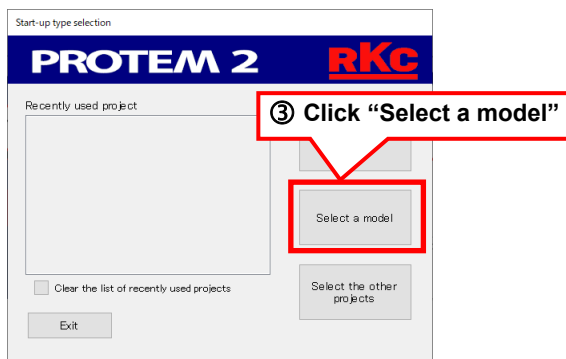 Start-up type selection
PROTEM 2
RKC
Recently used project
③ Click “Select a model”
Select a model
Clear the list of recently used projects
Select the other
projects
Exit